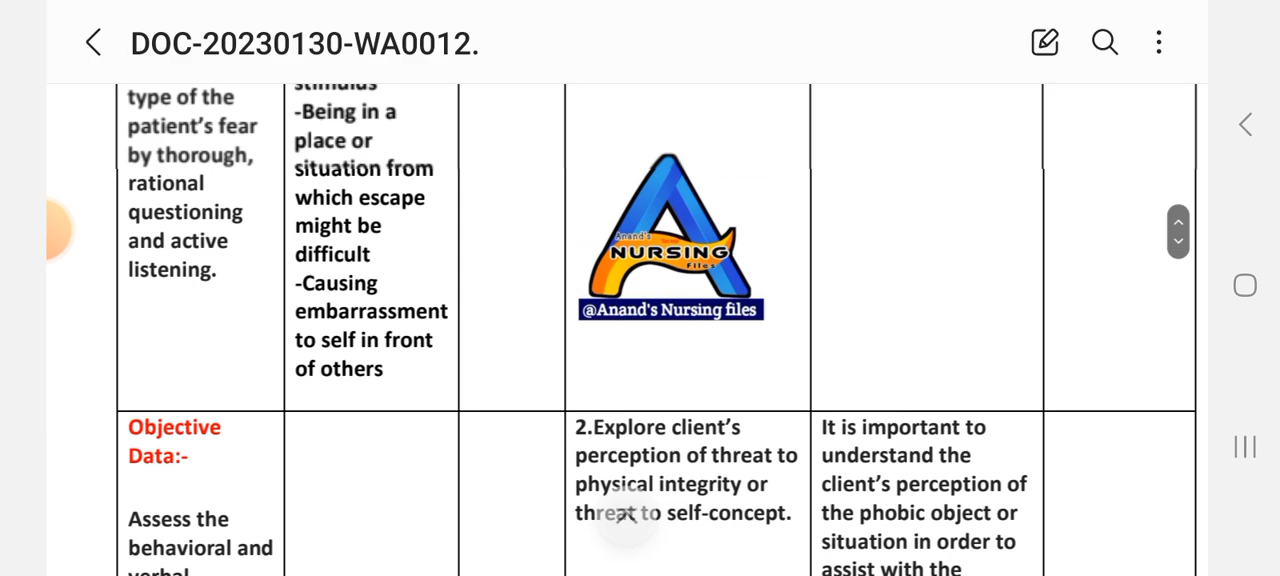 DOC-20230130-WA0012.
type of the
patient's fear
by thorough,
rational
questioning
and active
listening.
stimulus
-Being in a
place or
situation from
which escape
might be
difficult
-Causing
embarrassment
to self in front
of others
Anand's
NURSING
Files
@Anand's Nursing files
Objective
Data:-
Assess the
behavioral and
verbal
2.Explore client's
perception of threat to
physical integrity or
threat to self-concept.
It is important to
understand the
client's perception of
the phobic object or
situation in order to
assist with the